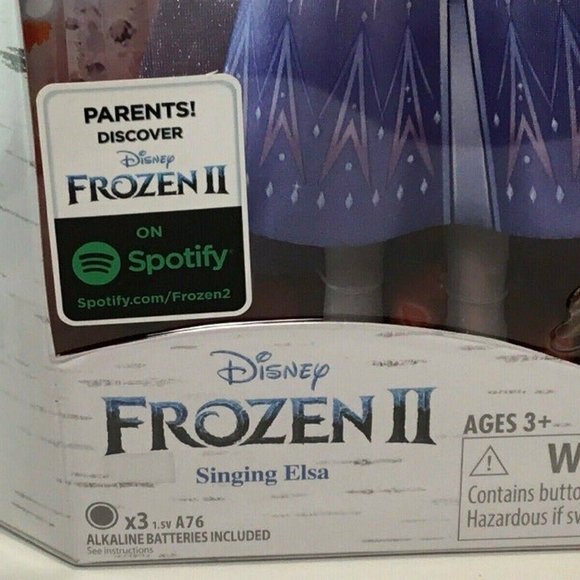 PARENTS!
DISCOVER
Disney
FROZEN II
ON
Spotify
Spotify.com/Frozen2
Disney
FROZEN II
Singing Elsa
AGES 3+
x3 1.5V A76
ALKALINE BATTERIES INCLUDED
See instructions
W
Contains butto
Hazardous if sw